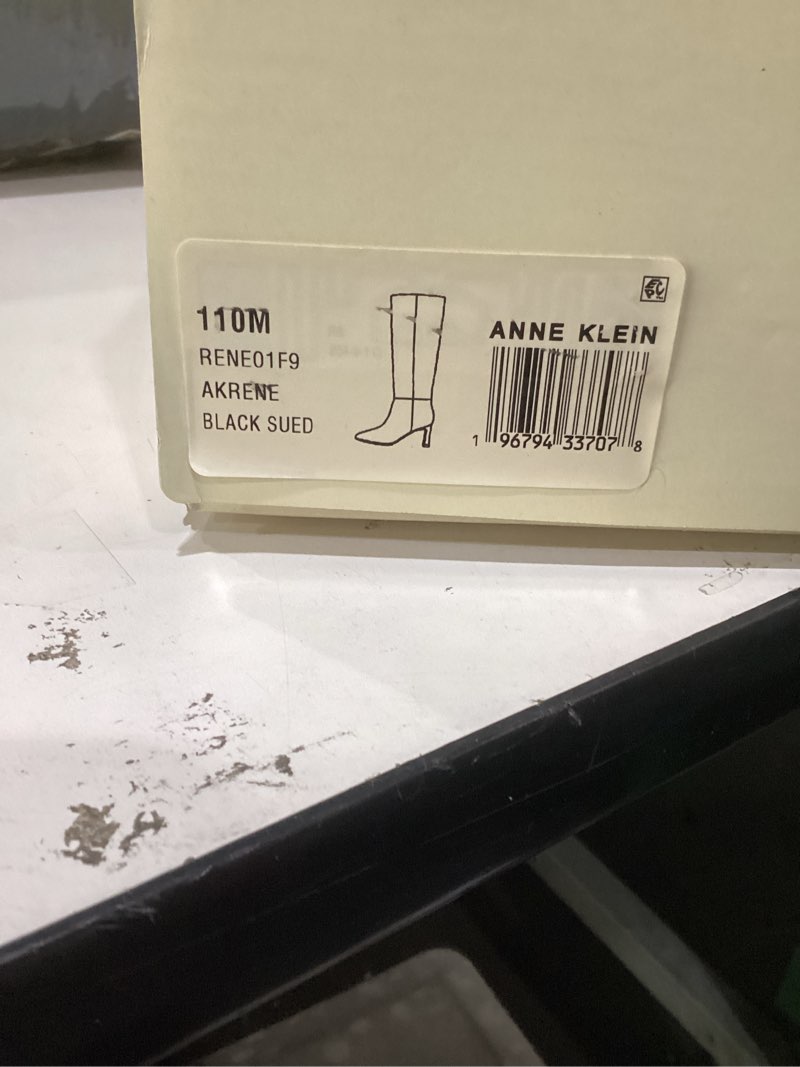 110M
RENE01F9
AKRENE
BLACK SUED
ANNE KLEIN
1 96794 33707 8